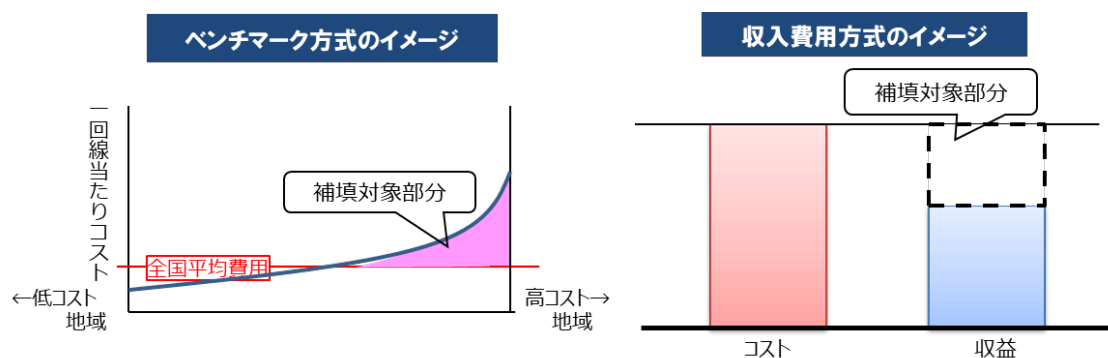 ベンチマーク方式のイメージ
一回線当たりコスト
補填対象部分
全国平均費用
←低コスト
地域
高コスト→
地域
収入費用方式のイメージ
補填対象部分
コスト
収益